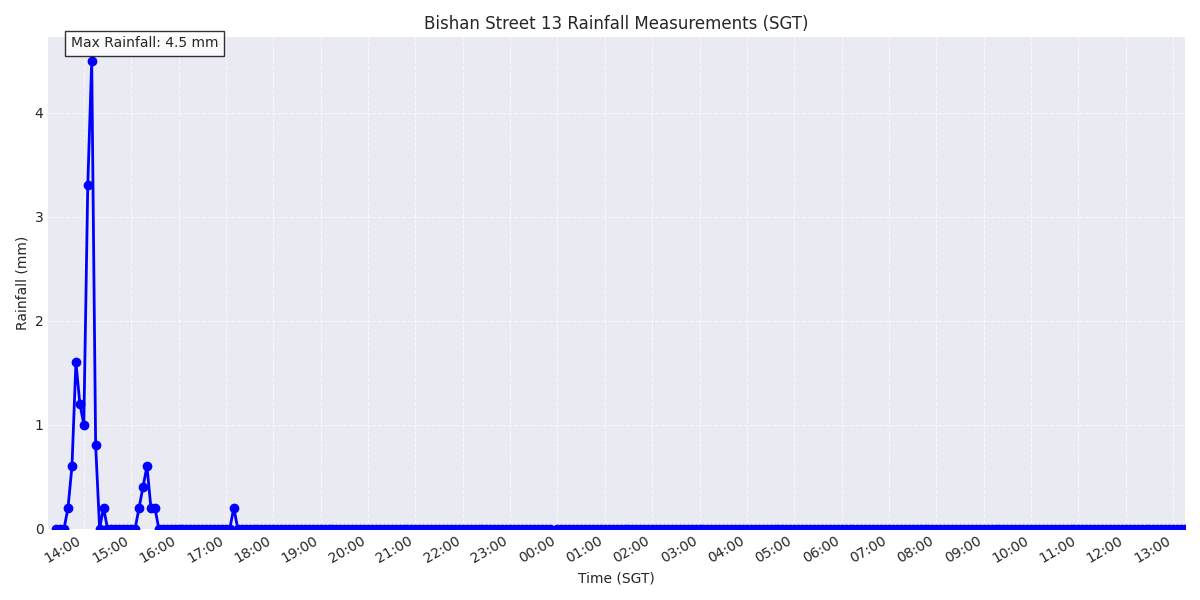 Bishan Street 13 Rainfall Measurements (SGT)
Max Rainfall: 4.5 mm
4
3
2
1
0
Rainfall (mm)
14:00 15:00 16:00 17:00 18:00 19:00 20:00 21:00 22:00 23:00 00:00 01:00 02:00 03:00 04:00 05:00 06:00 07:00 08:00 09:00 10:00 11:00 12:00 13:00
Time (SGT)